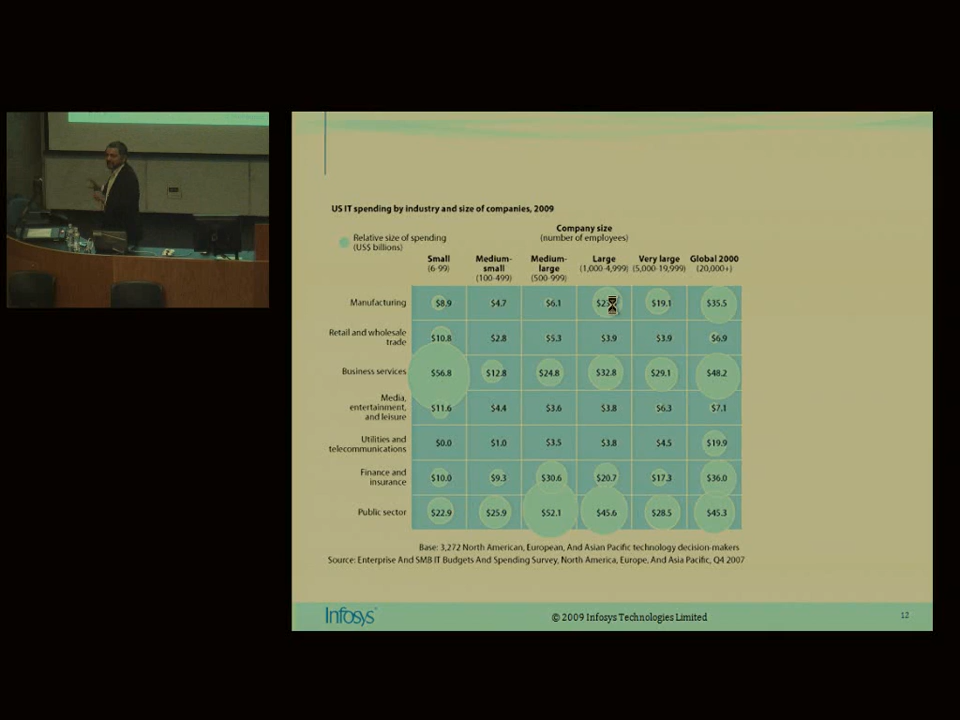 US IT spending by industry and size of companies, 2009
Relative size of spending
(US$ billions)
Company size
(number of employees)
Small
(6-99)
Medium-
small
(100-499)
Medium-
large
(500-999)
Large
(1,000-4,999)
Very large
(5,000-19,999)
Global 2000
(20,000+)
Manufacturing $8.9 $4.7 $6.1 $19.1 $35.5
Retail and wholesale
trade
$10.8 $2.8 $5.3 $3.9 $3.9 $6.9
Business services $56.8 $12.8 $24.8 $32.8 $29.1 $48.2
Media,
entertainment,
and leisure
$11.6 $4.4 $3.6 $3.8 $6.3 $7.1
Utilities and
telecommunications
$0.0 $1.0 $3.5 $3.8 $4.5 $19.9
Finance and
insurance
$10.0 $9.3 $30.6 $20.7 $17.3 $36.0
Public sector $22.9 $25.9 $52.1 $45.6 $28.5 $45.3
Base: 3,272 North American, European, And Asian Pacific technology decision-makers
Source: Enterprise And SMB IT Budgets And Spending Survey, North America, Europe, And Asia Pacific, Q4 2007
Infosys
© 2009 Infosys Technologies Limited
12